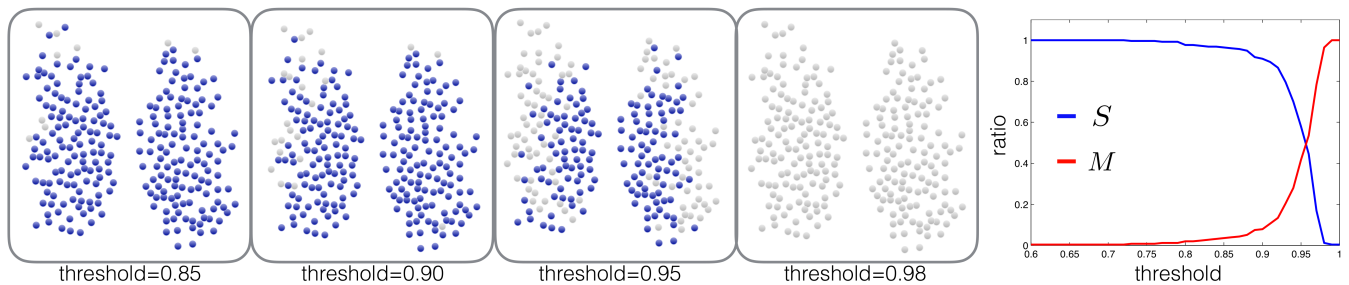 threshold=0.85
threshold=0.90
threshold=0.95
threshold=0.98
ratio
1
0.8
0.6
0.4
0.2
0
S
M
0.6 0.65 0.7 0.75 0.8 0.85 0.9 0.95 1
threshold